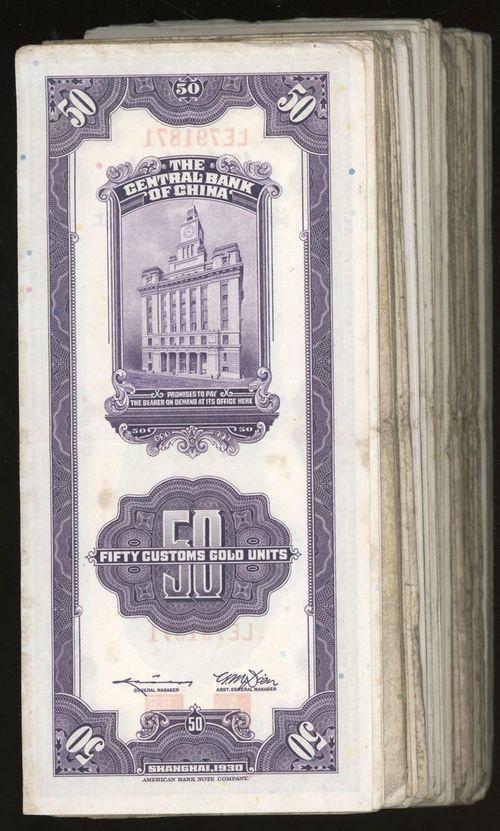 50 50 50
LE791871
THE
CENTRAL BANK
OF CHINA
PROMISES TO PAY
THE BEARER ON DEMAND AT ITS OFFICE HERE
50 50
50
FIFTY CUSTOMS GOLD UNITS
GENERAL MANAGER ASST. GENERAL MANAGER
50
50 50
SHANGHAI, 1930
AMERICAN BANK NOTE COMPANY.